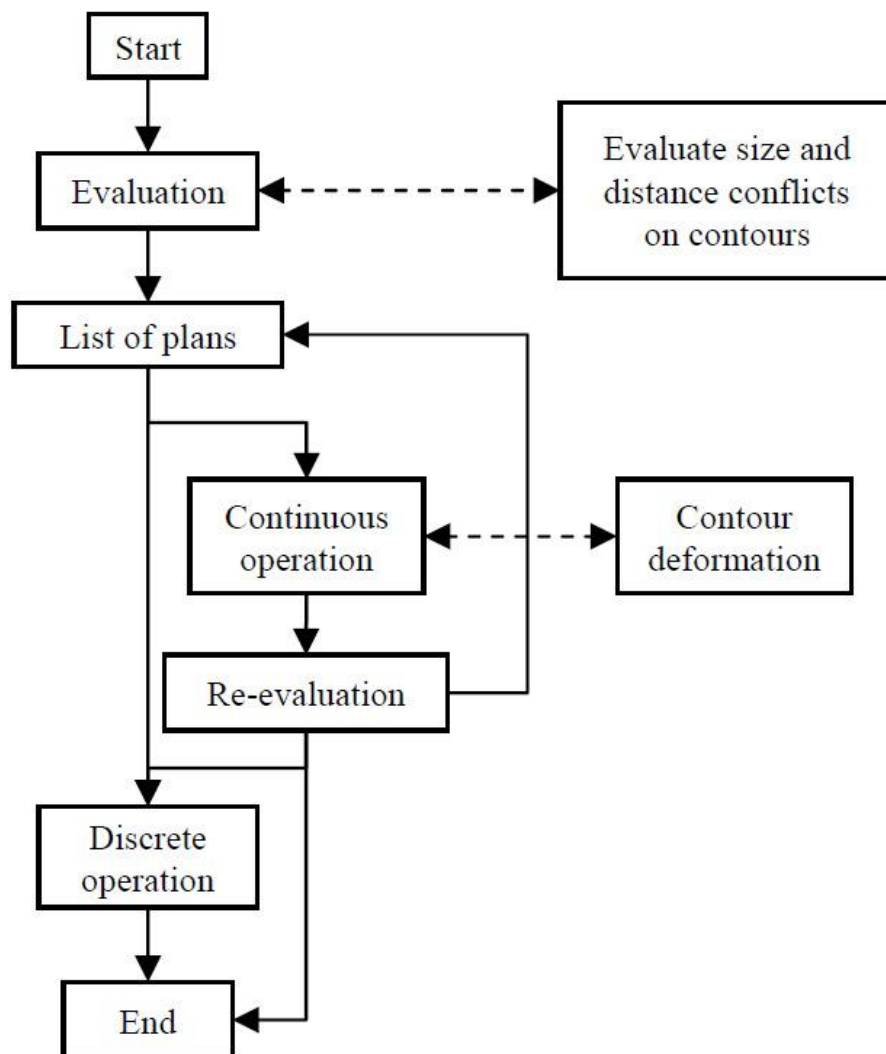 Start
Evaluation
Evaluate size and
distance conflicts
on contours
List of plans
Continuous
operation
Contour
deformation
Re-evaluation
Discrete
operation
End